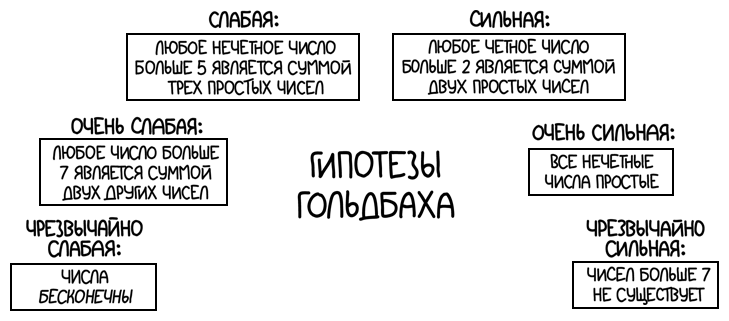 СЛАБАЯ:
ЛЮБОЕ НЕЧЕТНОЕ ЧИСЛО
БОЛЬШЕ 5 ЯВЛЯЕТСЯ СУММОЙ
ТРЕХ ПРОСТЫХ ЧИСЕЛ
СИЛЬНАЯ:
ЛЮБОЕ ЧЕТНОЕ ЧИСЛО
БОЛЬШЕ 2 ЯВЛЯЕТСЯ СУММОЙ
ДВУХ ПРОСТЫХ ЧИСЕЛ
ОЧЕНЬ СЛАБАЯ:
ЛЮБОЕ ЧИСЛО БОЛЬШЕ
7 ЯВЛЯЕТСЯ СУММОЙ
ДВУХ ДРУГИХ ЧИСЕЛ
ГИПОТЕЗЫ
ГОЛЬДБАХА
ОЧЕНЬ СИЛЬНАЯ:
ВСЕ НЕЧЕТНЫЕ
ЧИСЛА ПРОСТЫЕ
ЧРЕЗВЫЧАЙНО
СЛАБАЯ:
ЧИСЛА
БЕСКОНЕЧНЫ
ЧРЕЗВЫЧАЙНО
СИЛЬНАЯ:
ЧИСЕЛ БОЛЬШЕ 7
НЕ СУЩЕСТВУЕТ